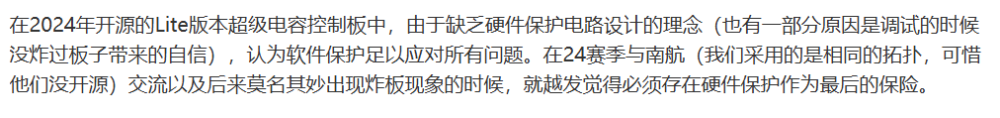 在2024年开源的Lite版本超级电容控制板中，由于缺乏硬件保护电路设计的理念（也有一部分原因是调试的时候
没炸过板子带来的自信），认为软件保护足以应对所有问题。在24赛季与南航（我们采用的是相同的拓扑，可惜
他们没开源）交流以及后来莫名其妙出现炸板现象的时候，就越发觉得必须存在硬件保护作为最后的保险。